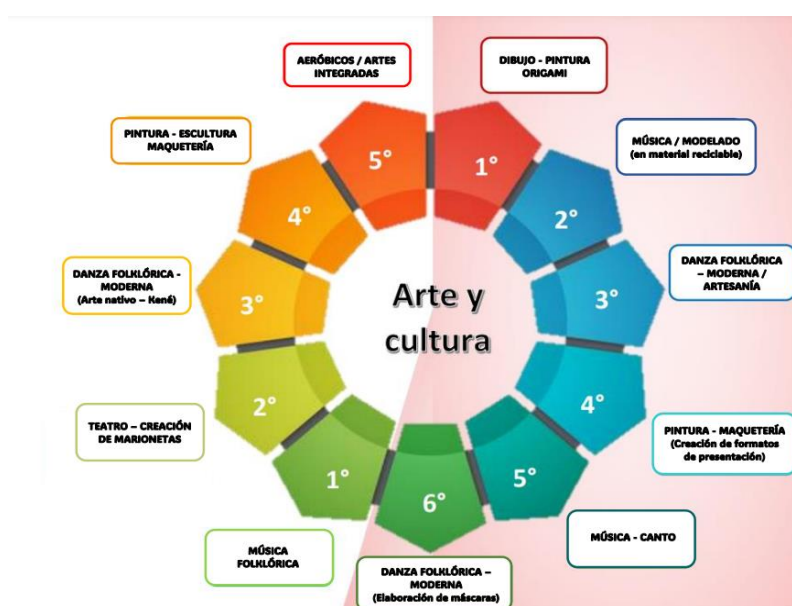 AERÓBICOS / ARTES
INTEGRADAS
DIBUJO - PINTURA
ORIGAMI
PINTURA - ESCULTURA
MAQUETERÍA
MÚSICA / MODELADO
(en material reciclable)
5°
1°
4°
2°
DANZA FOLKLÓRICA -
MODERNA
(Arte nativo – Kené)
3°
Arte y
cultura
3°
DANZA FOLKLÓRICA
– MODERNA /
ARTESANÍA
2°
4°
TEATRO – CREACIÓN
DE MARIONETAS
PINTURA - MAQUETERÍA
(Creación de formatos
de presentación)
1°
6°
5°
MÚSICA
FOLKLÓRICA
DANZA FOLKLÓRICA –
MODERNA
(Elaboración de máscaras)
MÚSICA - CANTO